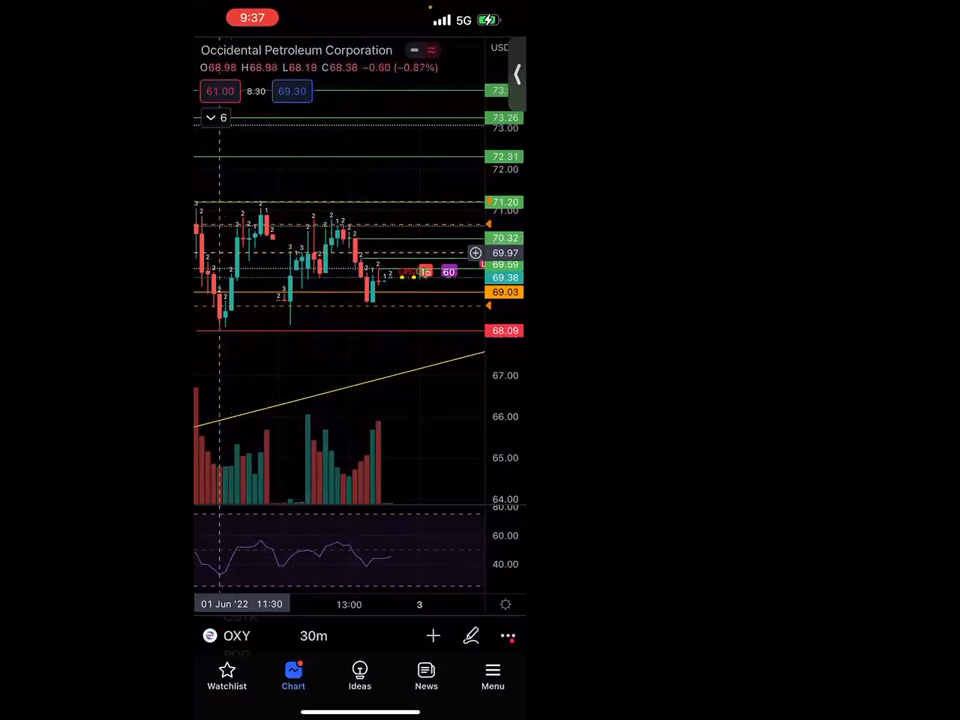 9:37
5G
Occidental Petroleum Corporation
USD
O68.98 H68.98 L68.19 C68.38 −0.60 (−0.87%)
61.00 8.30 69.30
6
73.26
73.00
72.31
72.00
71.20
71.00
70.32
69.97
69.59
69.38
69.03
68.09
67.00
66.00
65.00
64.00
80.00
60.00
40.00
15 60
01 Jun '22 11:30 13:00 3
OXY 30m
Watchlist Chart Ideas News Menu